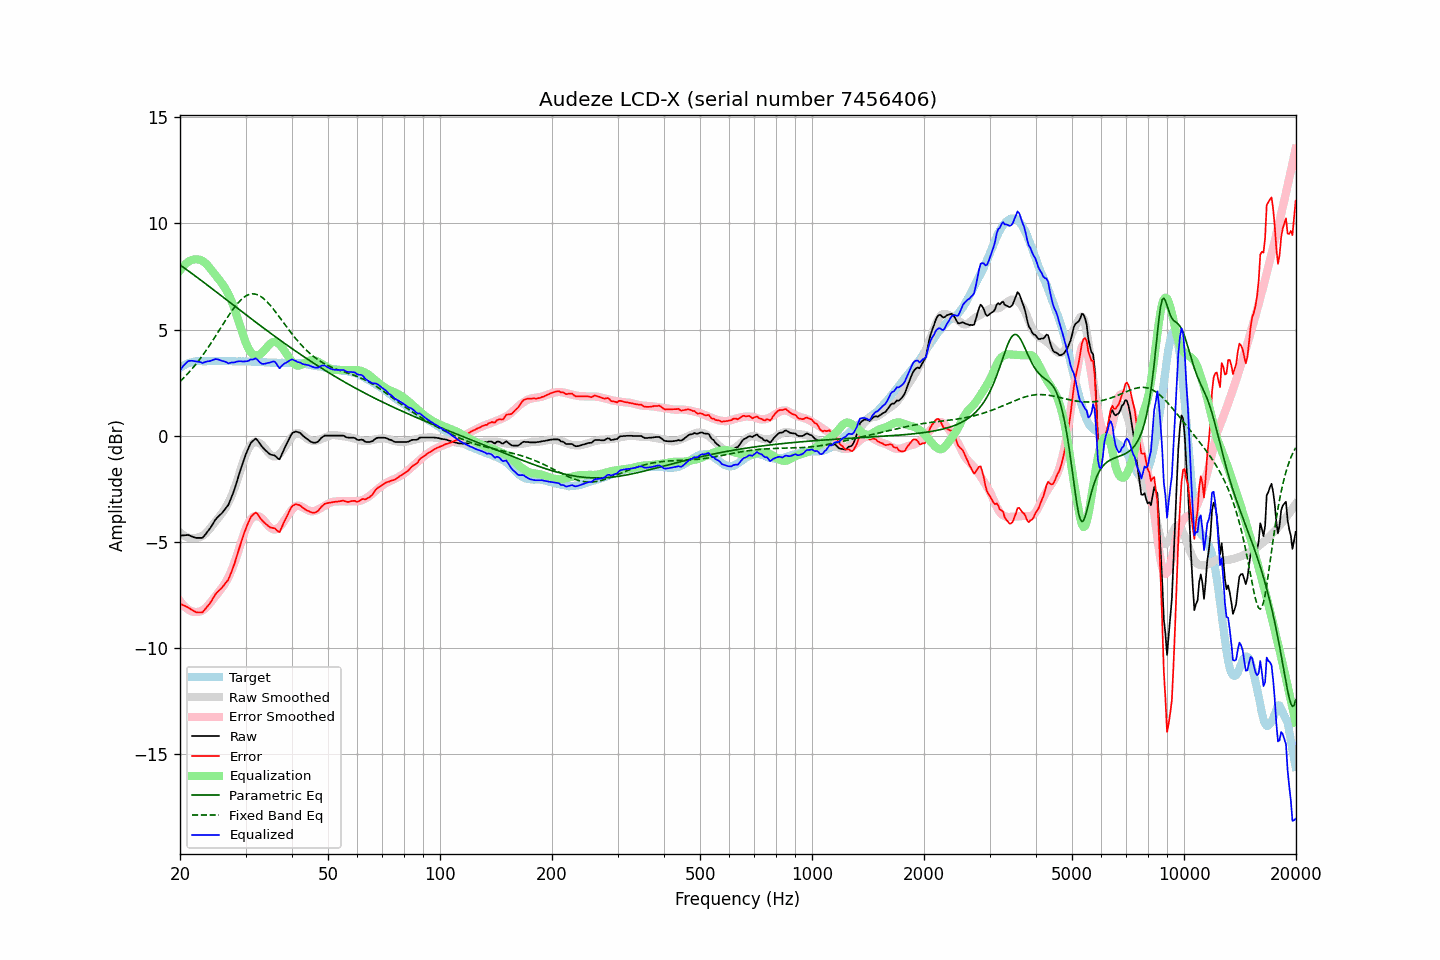 Audeze LCD-X (serial number 7456406)
15
10
5
0
−5
−10
−15
Amplitude (dBr)
Target
Raw Smoothed
Error Smoothed
Raw
Error
Equalization
Parametric Eq
Fixed Band Eq
Equalized
20
50
100
200
500
1000
2000
5000
10000
20000
Frequency (Hz)